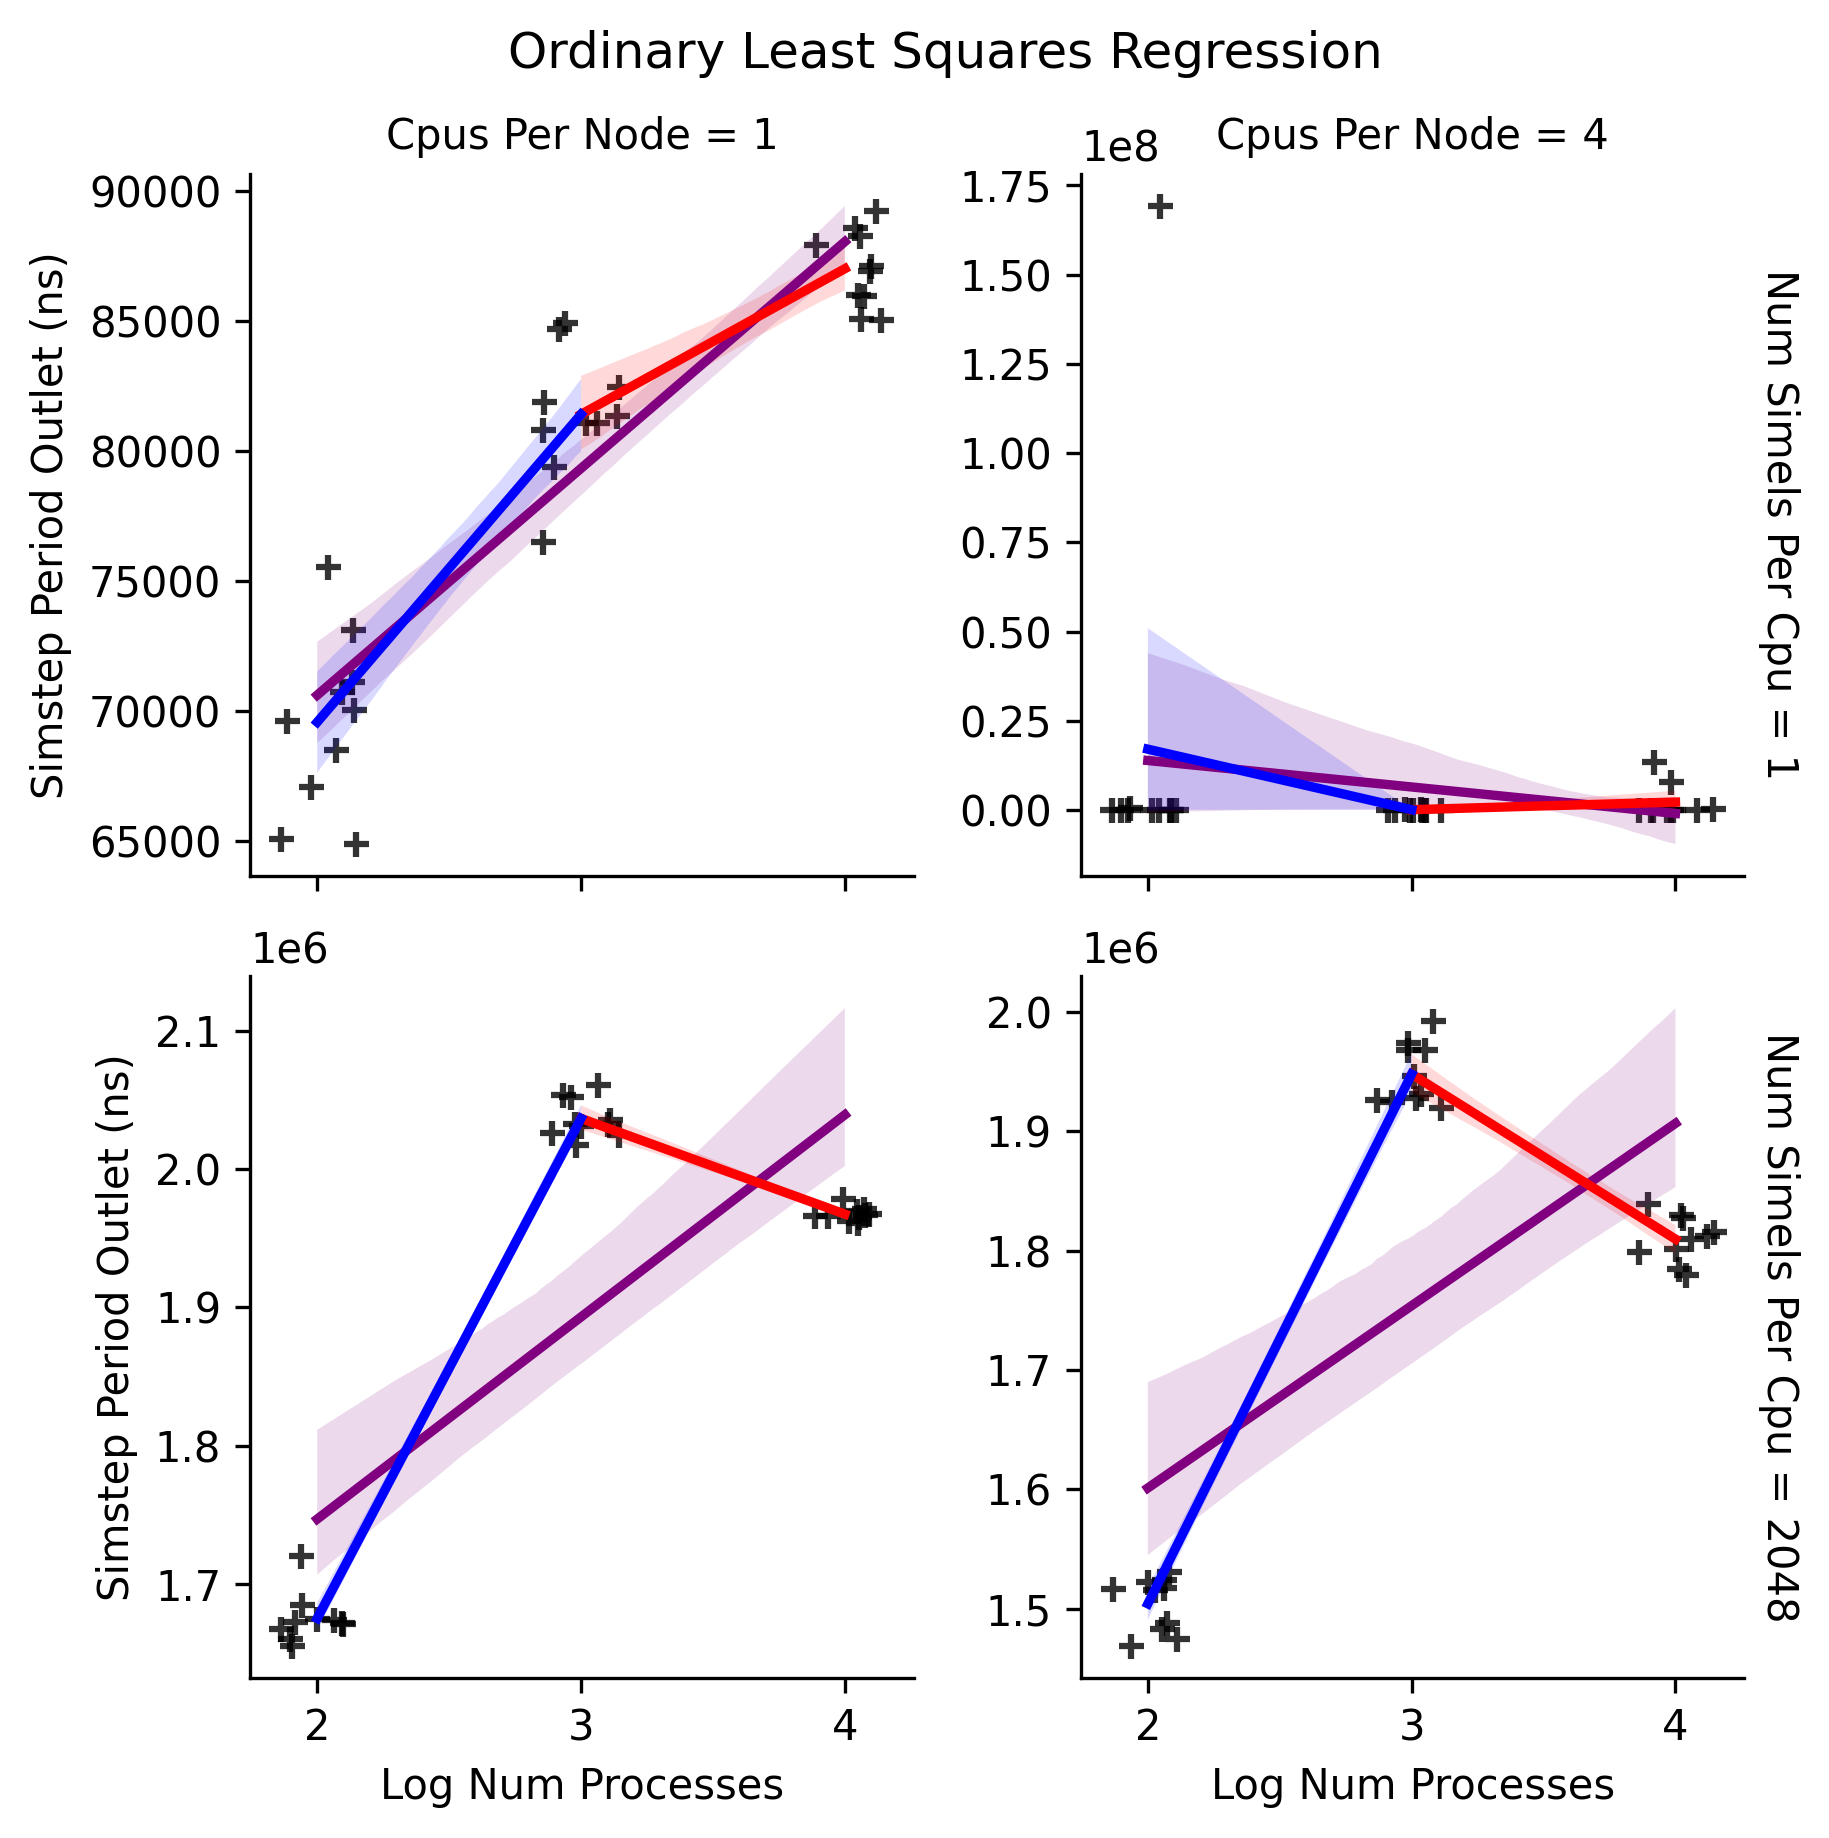 Ordinary Least Squares Regression
Cpus Per Node = 1
Cpus Per Node = 4
Simstep Period Outlet (ns)
90000
85000
80000
75000
70000
65000
1e8
1.75
1.50
1.25
1.00
0.75
0.50
0.25
0.00
Num Simels Per Cpu = 1
Simstep Period Outlet (ns)
1e6
2.1
2.0
1.9
1.8
1.7
2
3
4
Log Num Processes
1e6
2.0
1.9
1.8
1.7
1.6
1.5
2
3
4
Log Num Processes
Num Simels Per Cpu = 2048